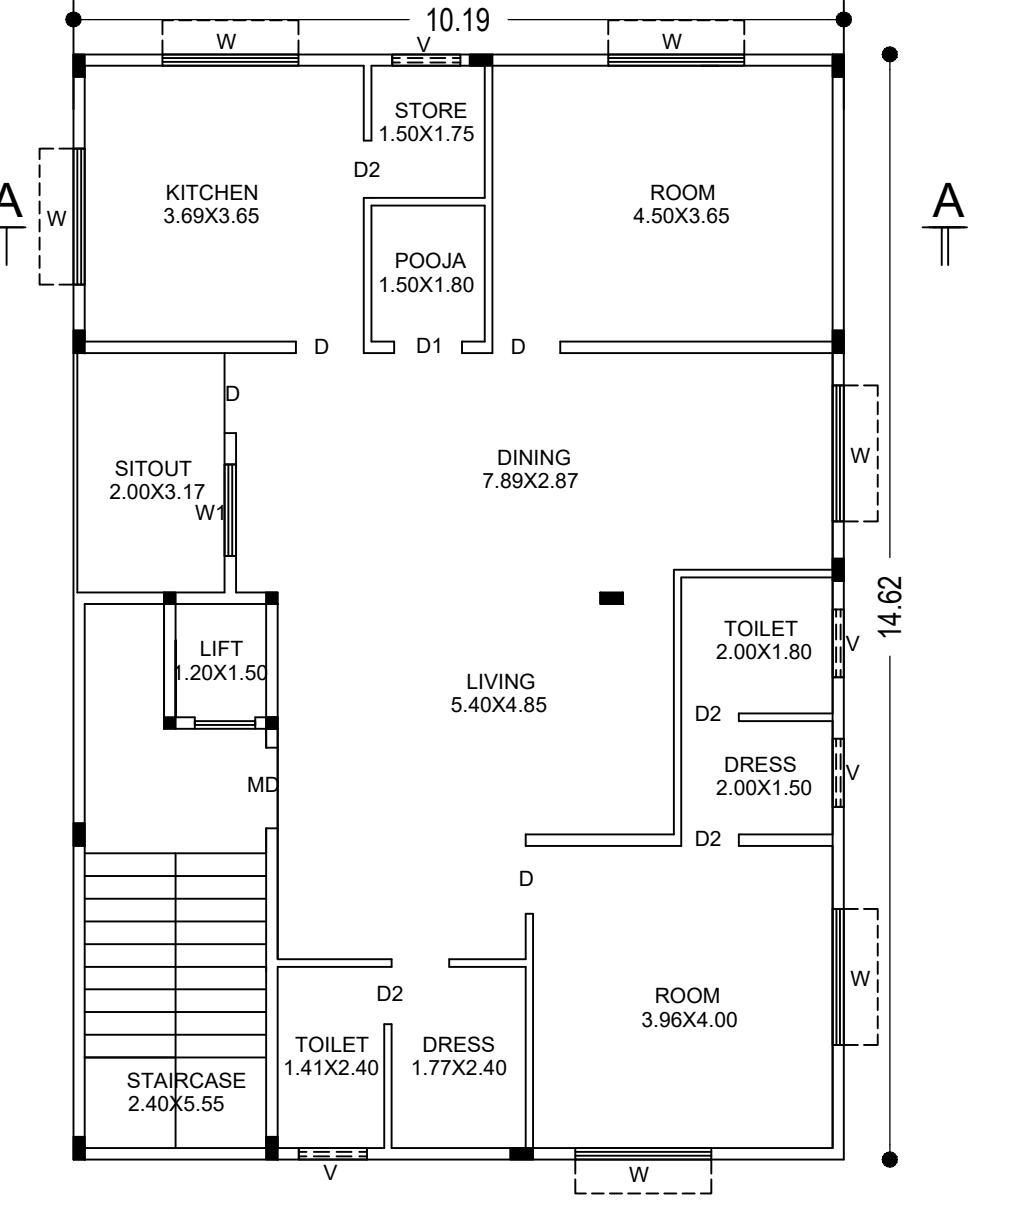 10.19
W
V
W
STORE
1.50X1.75
D2
A
KITCHEN
3.69X3.65
ROOM
4.50X3.65
A
W
POOJA
1.50X1.80
D
D1
D
D
DINING
7.89X2.87
W
SITOUT
2.00X3.17
W1
14.62
LIFT
1.20X1.50
TOILET
2.00X1.80
V
LIVING
5.40X4.85
D2
DRESS
2.00X1.50
V
MD
D2
D
W
D2
ROOM
3.96X4.00
TOILET
1.41X2.40
DRESS
1.77X2.40
STAIRCASE
2.40X5.55
V
W